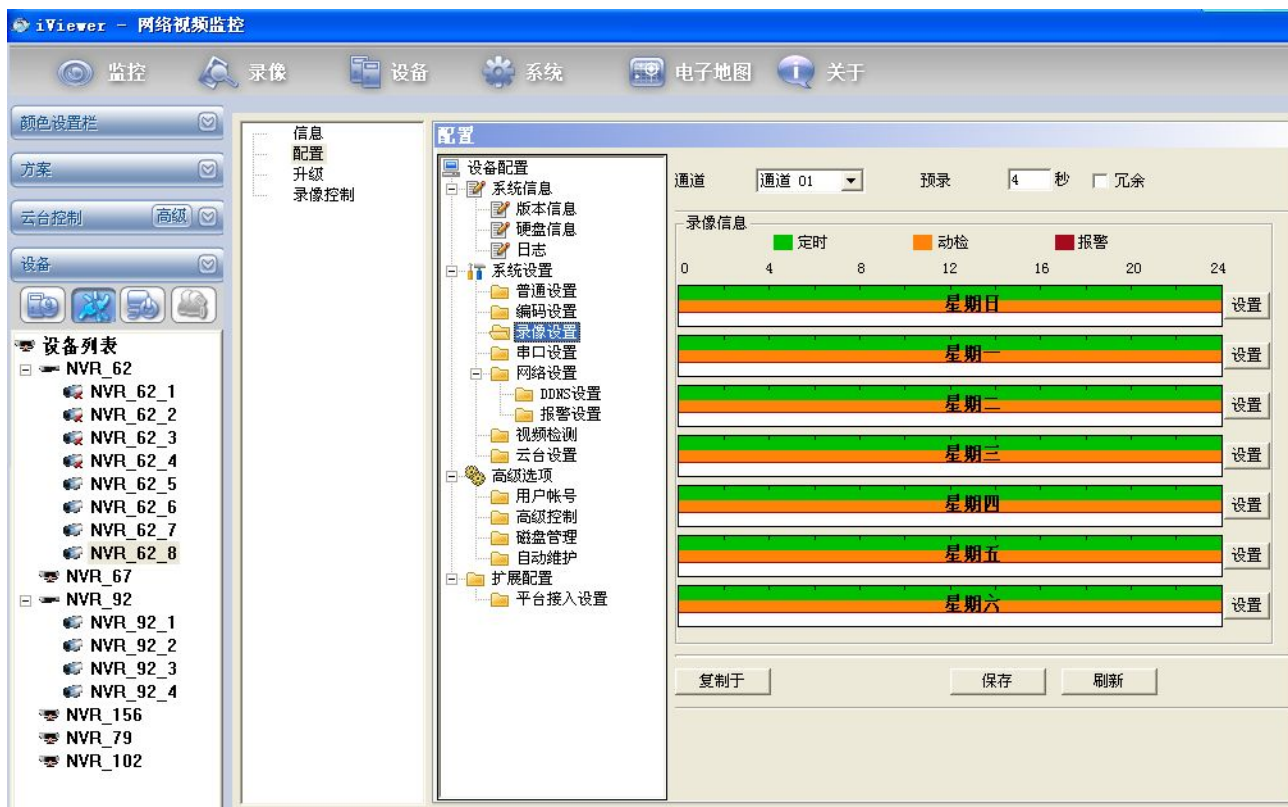 iViewer - 网络视频监控
监控 录像 设备 系统 电子地图 关于
颜色设置栏
方案
云台控制 高级
设备
设备列表
NVR_62
NVR_62_1
NVR_62_2
NVR_62_3
NVR_62_4
NVR_62_5
NVR_62_6
NVR_62_7
NVR_62_8
NVR_67
NVR_92
NVR_92_1
NVR_92_2
NVR_92_3
NVR_92_4
NVR_156
NVR_79
NVR_102
信息
配置
升级
录像控制
配置
设备配置
系统信息
版本信息
硬盘信息
日志
系统设置
普通设置
编码设置
录像设置
串口设置
网络设置
DDNS设置
报警设置
视频检测
云台设置
高级选项
用户帐号
高级控制
磁盘管理
自动维护
扩展配置
平台接入设置
通道 通道 01 预录 4 秒 冗余
录像信息
定时 动检 报警
0 4 8 12 16 20 24
星期日 设置
星期一 设置
星期二 设置
星期三 设置
星期四 设置
星期五 设置
星期六 设置
复制于 保存 刷新